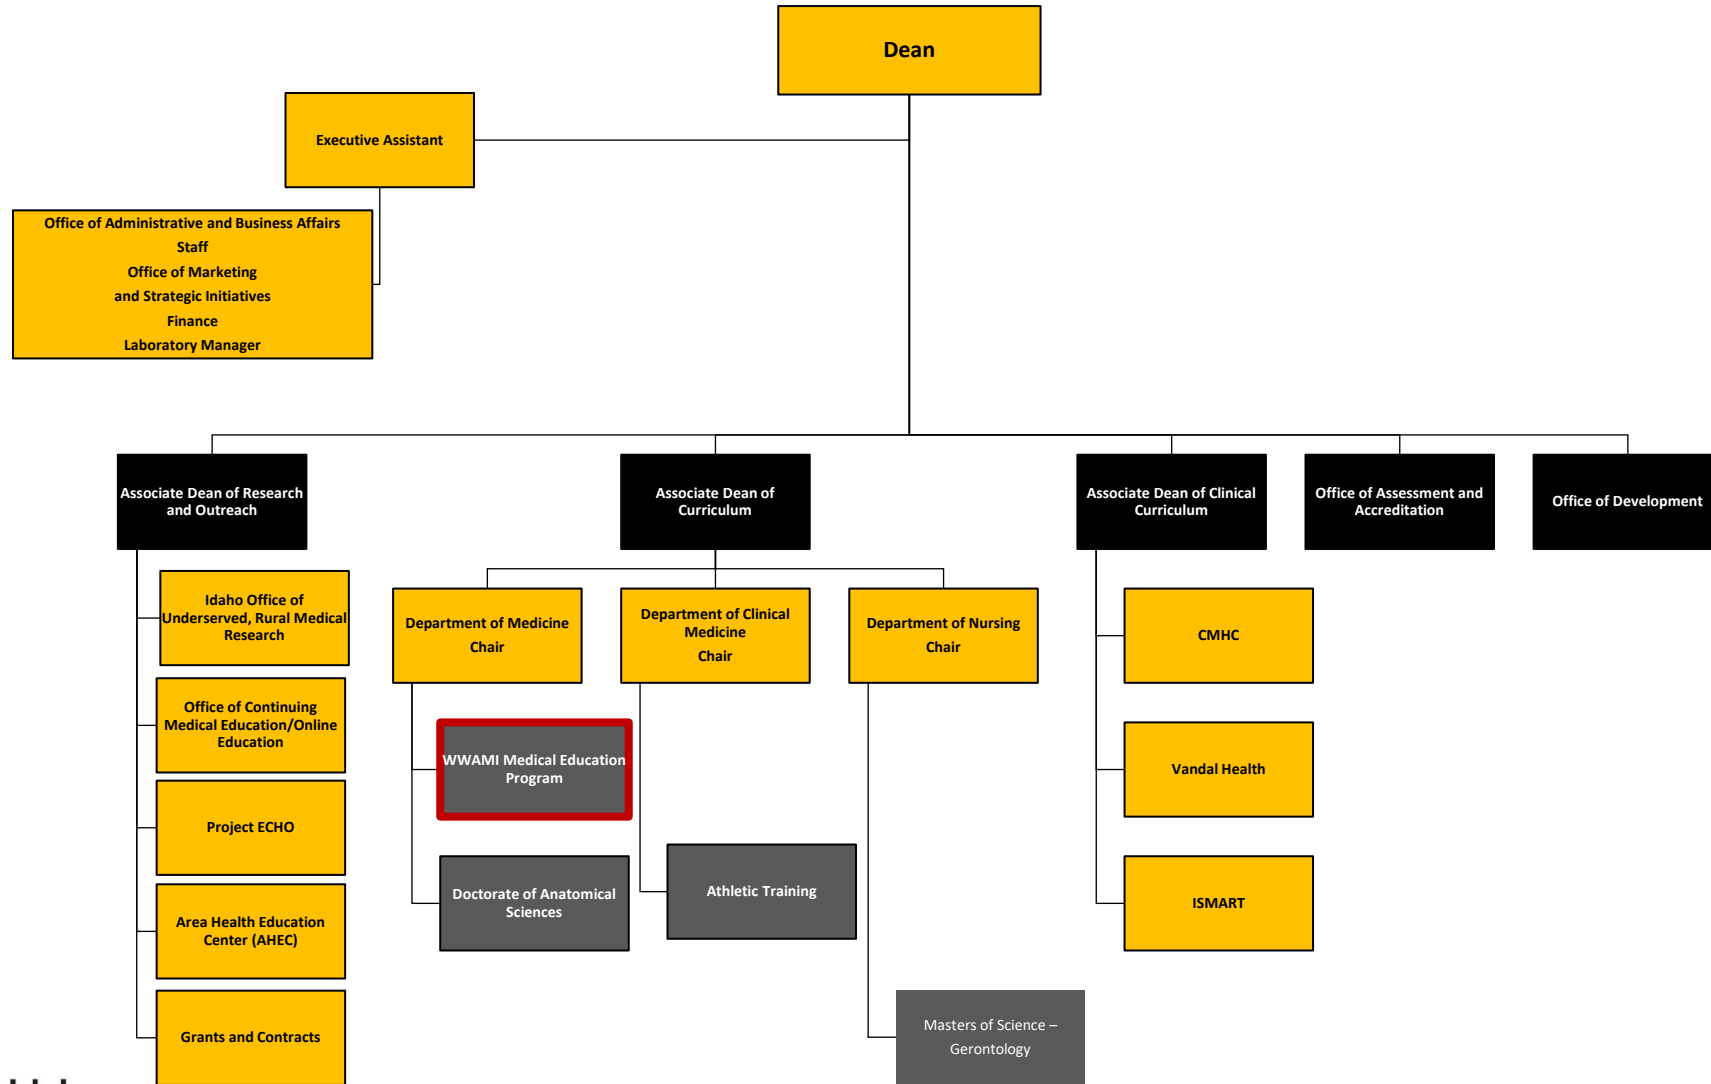 Dean
Executive Assistant
Office of Administrative and Business Affairs
Staff
Office of Marketing
and Strategic Initiatives
Finance
Laboratory Manager
Associate Dean of Research
and Outreach
Associate Dean of
Curriculum
Associate Dean of Clinical
Curriculum
Office of Assessment and
Accreditation
Office of Development
Idaho Office of
Underserved, Rural Medical
Research
Office of Continuing
Medical Education/Online
Education
Project ECHO
Area Health Education
Center (AHEC)
Grants and Contracts
Department of Medicine
Chair
Department of Clinical
Medicine
Chair
Department of Nursing
Chair
WWAMI Medical Education
Program
Doctorate of Anatomical
Sciences
Athletic Training
Masters of Science –
Gerontology
CMHC
Vandal Health
ISMART